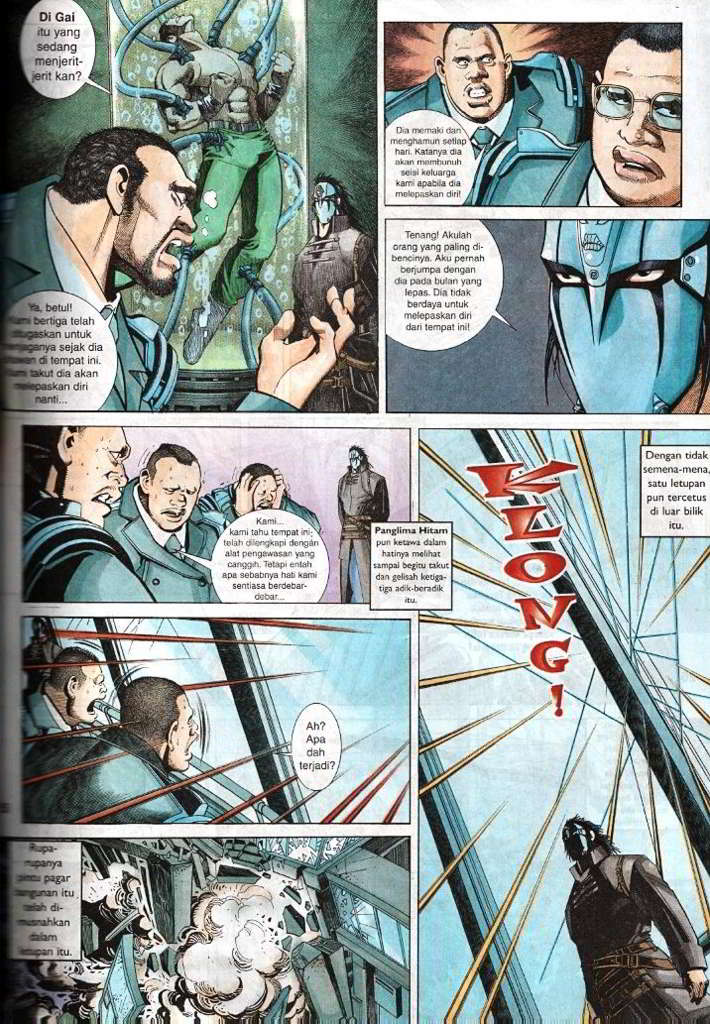 Di Gai
itu yang
sedang
menjerit-
jerit kan?
Ya, betul!
Kami bertiga telah
ditugaskan untuk
menjaganya sejak dia
ditawan di tempat ini.
Kami takut dia akan
melepaskan diri
nanti...
Dia memaki dan
menghamun setiap
hari. Katanya dia
akan membunuh
seisi keluarga
kami apabila dia
melepaskan diri!
Tenang! Akulah
orang yang paling di-
bencinya. Aku pernah
berjumpa dengan
dia pada bulan yang
lepas. Dia tidak
berdaya untuk
melepaskan diri
dari tempat ini!
Kami...
kami tahu tempat ini
telah dilengkapi dengan
alat pengawasan yang
canggih. Tetapi entah
apa sebabnya hati kami
sentiasa berdebar-
debar...
Panglima Hitam
pun ketawa dalam
hatinya melihat
sampai begitu takut
dan gelisah ketiga-
tiga adik-beradik
itu.
Dengan tidak
semena-mena,
satu letupan
pun tercetus
di luar bilik
itu.
KLONG!
Ah?
Apa
dah
terjadi?
Rupa-
rupanya
pintu pagar
bangunan itu
telah di-
musnahkan
dalam
letupan itu.